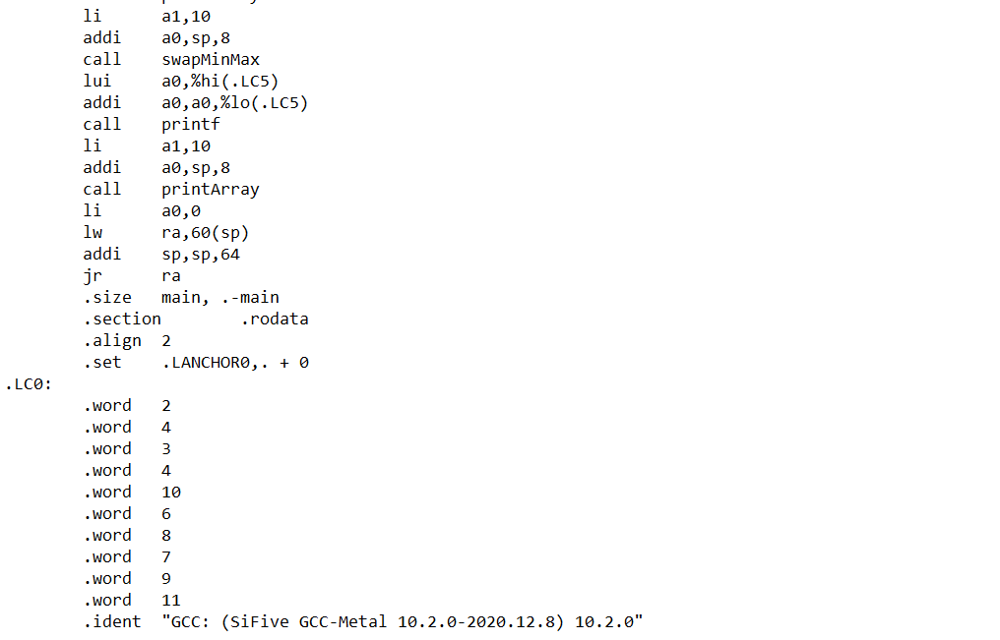 li a1,10
addi a0,sp,8
call swapMinMax
lui a0,%hi(.LC5)
addi a0,a0,%lo(.LC5)
call printf
li a1,10
addi a0,sp,8
call printArray
li a0,0
lw ra,60(sp)
addi sp,sp,64
jr ra
.size main, .-main
.section .rodata
.align 2
.set .LANCHOR0,. + 0
.LC0:
.word 2
.word 4
.word 3
.word 4
.word 10
.word 6
.word 8
.word 7
.word 9
.word 11
.ident "GCC: (SiFive GCC-Metal 10.2.0-2020.12.8) 10.2.0"